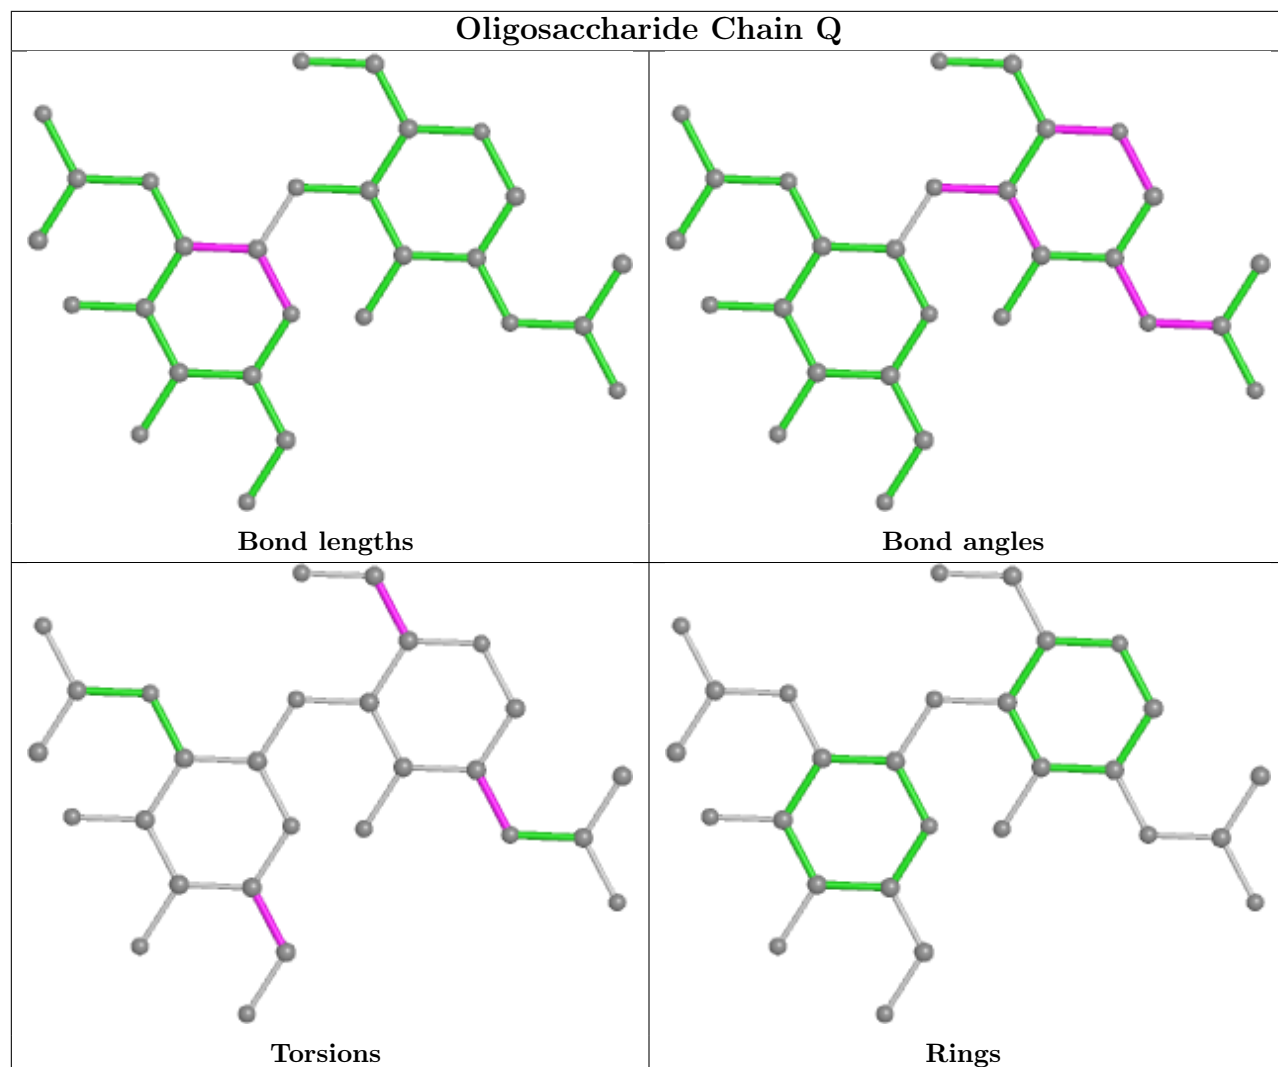 Oligosaccharide Chain Q
Bond lengths
Bond angles
Torsions
Rings